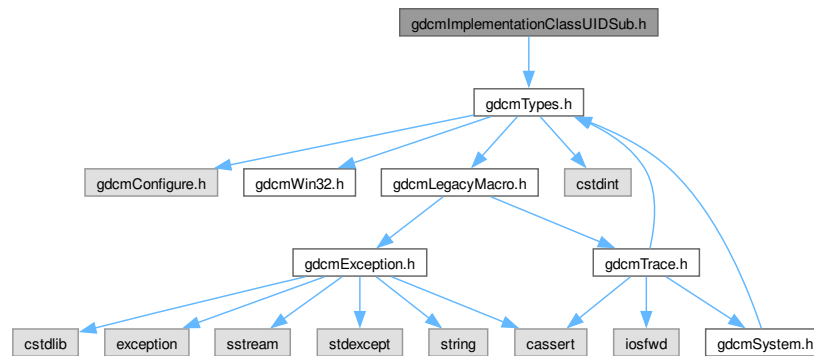 gdcmImplementationClassUIDSub.h
gdcmTypes.h
gdcmConfigure.h
gdcmWin32.h
gdcmLegacyMacro.h
cstdint
gdcmException.h
gdcmTrace.h
cstdlib
exception
sstream
stdexcept
string
cassert
iosfwd
gdcmSystem.h